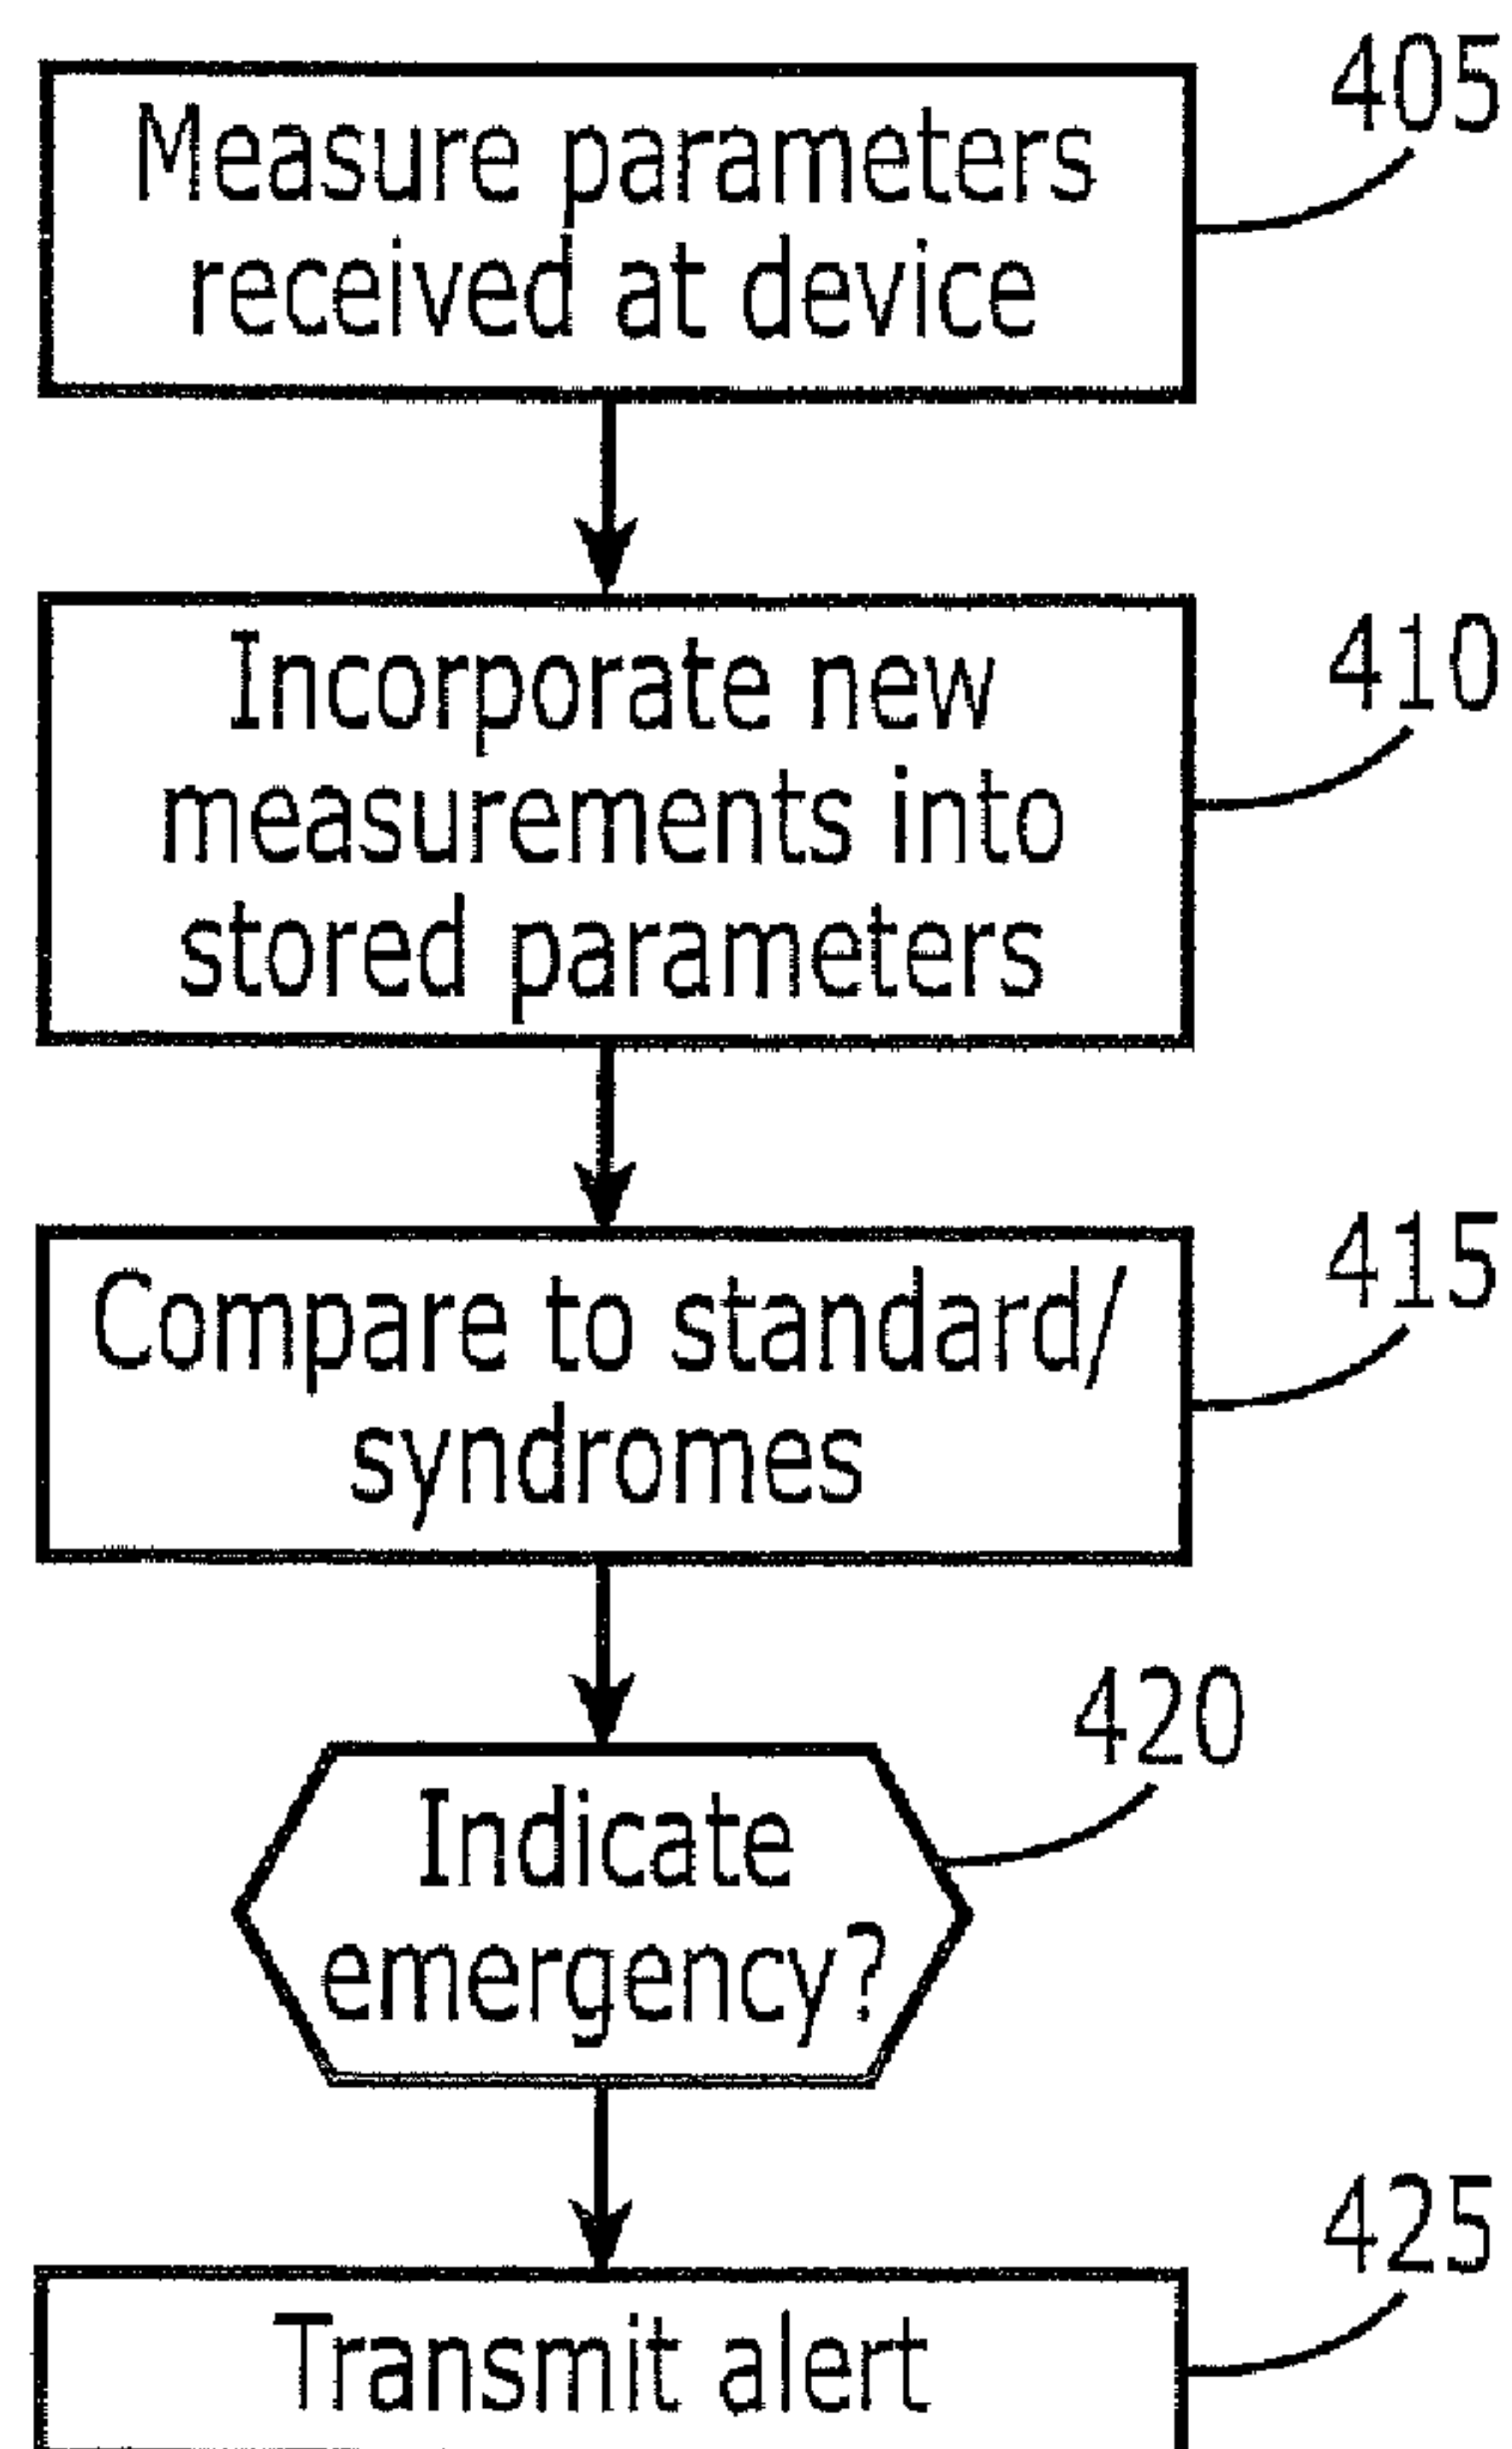 405
Measure parameters
received at device
410
Incorporate new
measurements into
stored parameters
415
Compare to standard/
syndromes
420
Indicate
emergency?
425
Transmit alert